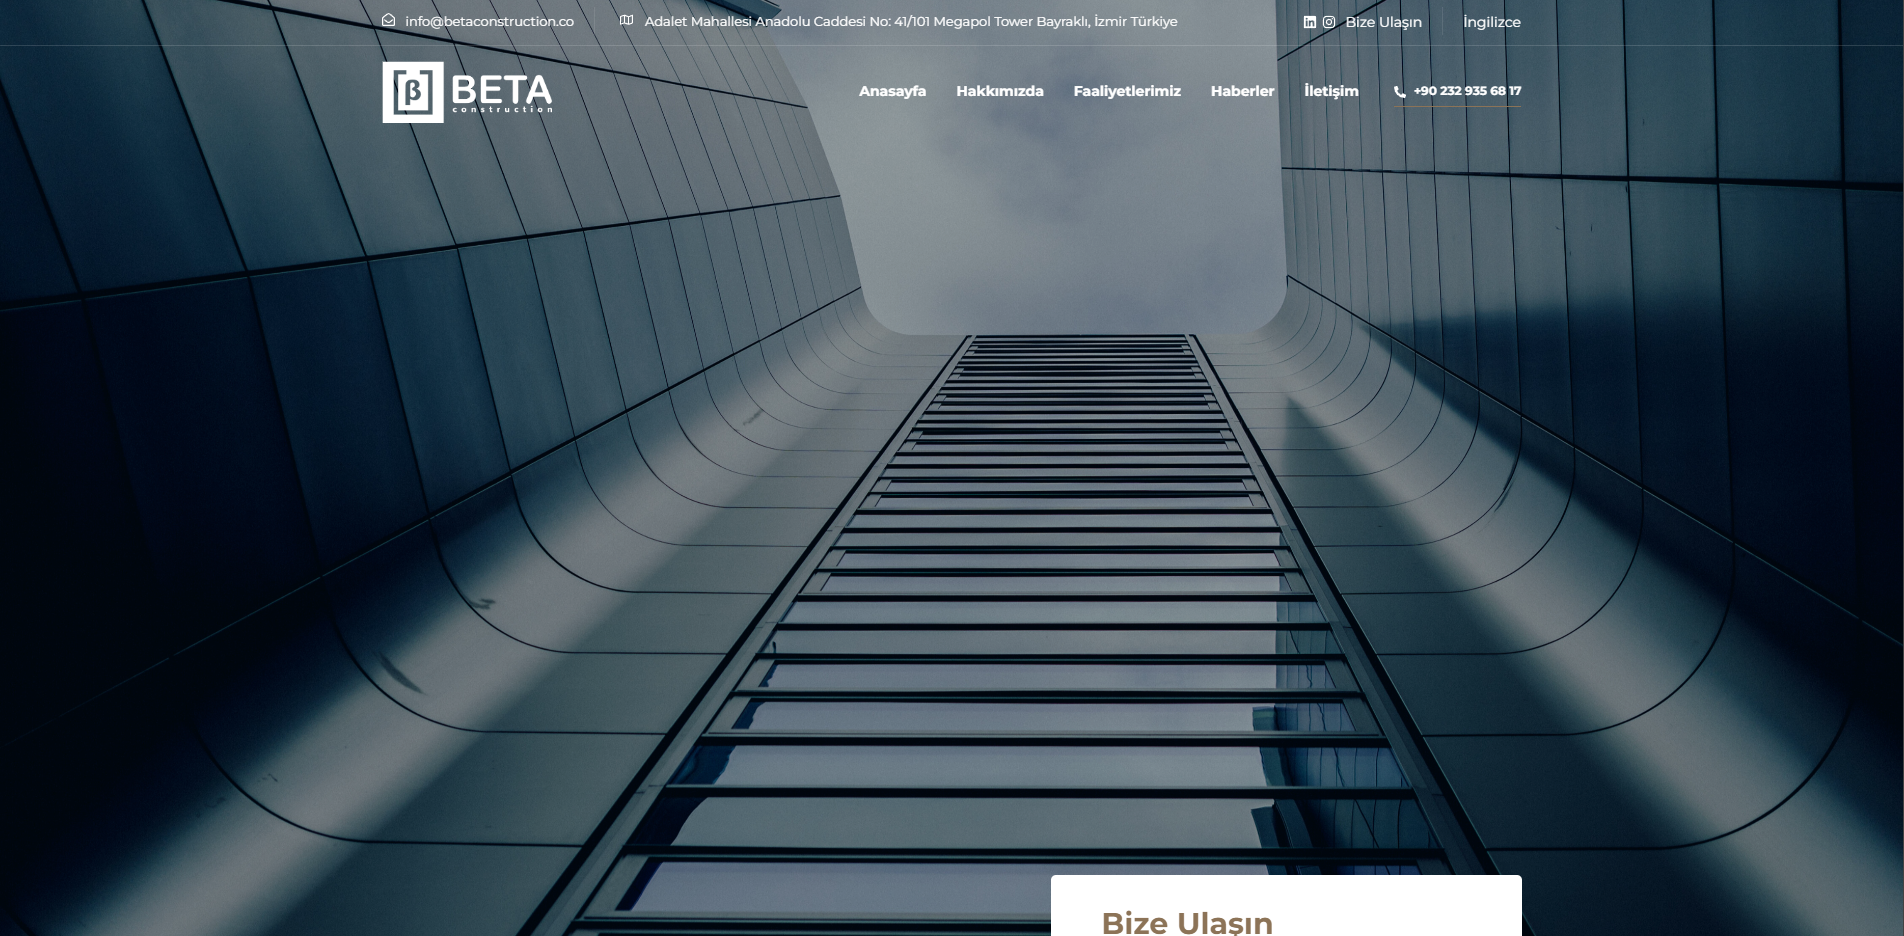 info@betaconstruction.co
Adalet Mahallesi Anadolu Caddesi No: 41/101 Megapol Tower Bayraklı, İzmir Türkiye
Bize Ulaşın
İngilizce
β BETA
construction
Anasayfa
Hakkımızda
Faaliyetlerimiz
Haberler
İletişim
+90 232 935 68 17
Bize Ulaşın